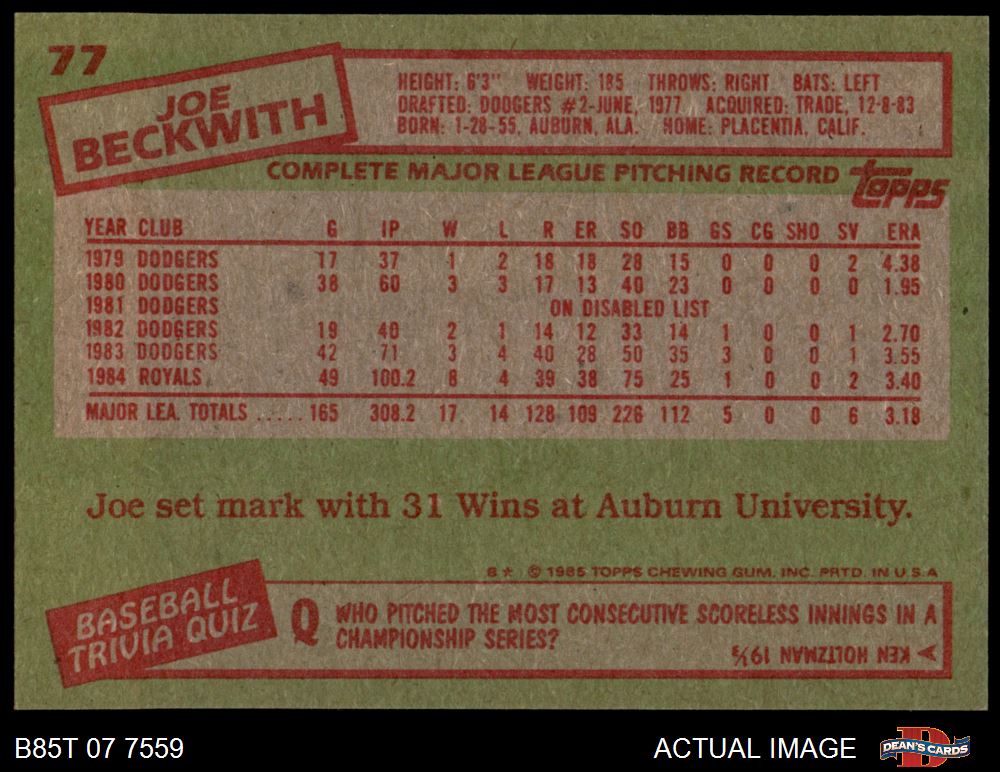 77
JOE
BECKWITH
HEIGHT: 6'3" WEIGHT: 185 THROWS: RIGHT BATS: LEFT
DRAFTED: DODGERS #2-JUNE, 1977 ACQUIRED: TRADE, 12-8-83
BORN: 1-28-55, AUBURN, ALA. HOME: PLACENTIA, CALIF.
COMPLETE MAJOR LEAGUE PITCHING RECORD topps
YEAR CLUB G IP W L R ER SO BB GS CG SHO SV ERA
1979 DODGERS 17 37 1 2 18 18 28 15 0 0 0 2 4.38
1980 DODGERS 38 60 3 3 17 13 40 23 0 0 0 0 1.95
1981 DODGERS ON DISABLED LIST
1982 DODGERS 19 40 2 1 14 12 33 14 1 0 0 1 2.70
1983 DODGERS 42 71 3 4 40 28 50 35 3 0 0 1 3.55
1984 ROYALS 49 100.2 8 4 39 38 75 25 1 0 0 2 3.40
MAJOR LEA. TOTALS ..... 165 308.2 17 14 128 109 226 112 5 0 0 6 3.18
Joe set mark with 31 Wins at Auburn University.
B* © 1985 TOPPS CHEWING GUM, INC. PRTD. IN U.S.A
BASEBALL
TRIVIA QUIZ
Q WHO PITCHED THE MOST CONSECUTIVE SCORELESS INNINGS IN A
CHAMPIONSHIP SERIES?
A KEN HOLTZMAN 19⅓
B85T 07 7559 ACTUAL IMAGE DEAN'S CARDS